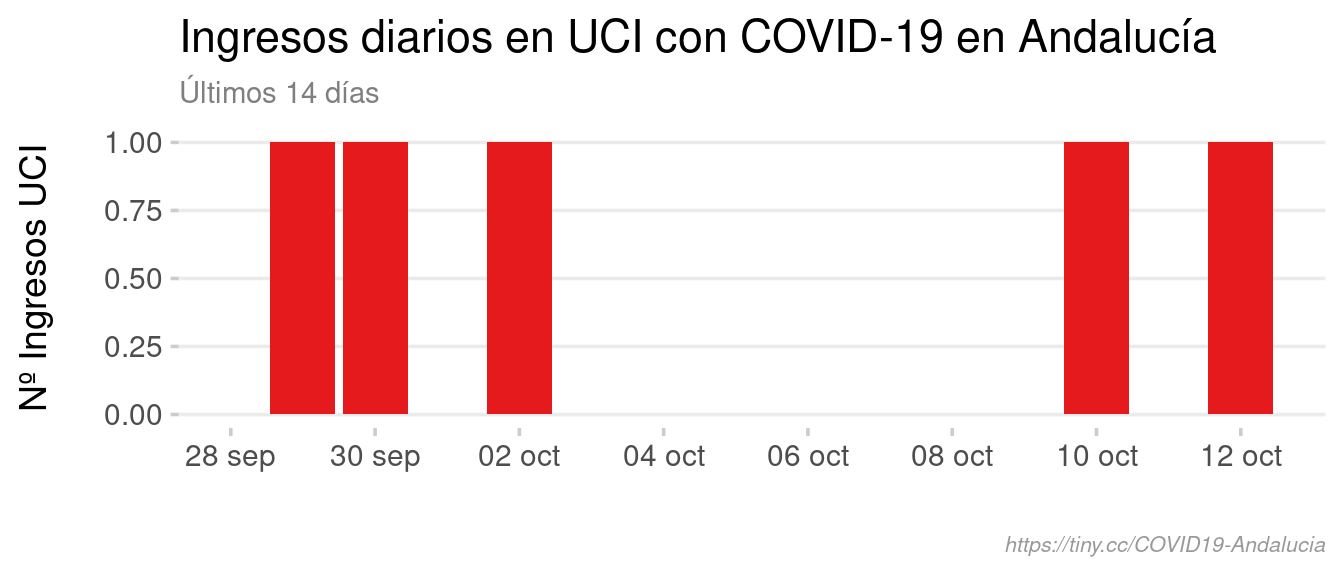 Ingresos diarios en UCI con COVID-19 en Andalucía
Últimos 14 días
Nº Ingresos UCI
1.00
0.75
0.50
0.25
0.00
28 sep 30 sep 02 oct 04 oct 06 oct 08 oct 10 oct 12 oct
https://tiny.cc/COVID19-Andalucia